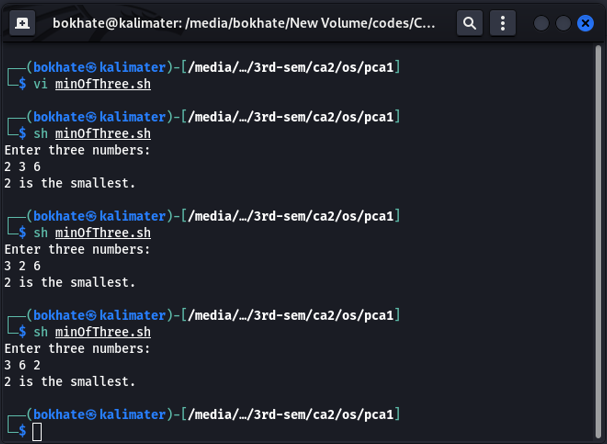 bokhate@kalimater: /media/bokhate/New Volume/codes/C...
┌──(bokhate㉿kalimater)-[/media/…/3rd-sem/ca2/os/pca1]
└─$ vi minOfThree.sh
┌──(bokhate㉿kalimater)-[/media/…/3rd-sem/ca2/os/pca1]
└─$ sh minOfThree.sh
Enter three numbers:
2 3 6
2 is the smallest.
┌──(bokhate㉿kalimater)-[/media/…/3rd-sem/ca2/os/pca1]
└─$ sh minOfThree.sh
Enter three numbers:
3 2 6
2 is the smallest.
┌──(bokhate㉿kalimater)-[/media/…/3rd-sem/ca2/os/pca1]
└─$ sh minOfThree.sh
Enter three numbers:
3 6 2
2 is the smallest.
┌──(bokhate㉿kalimater)-[/media/…/3rd-sem/ca2/os/pca1]
└─$